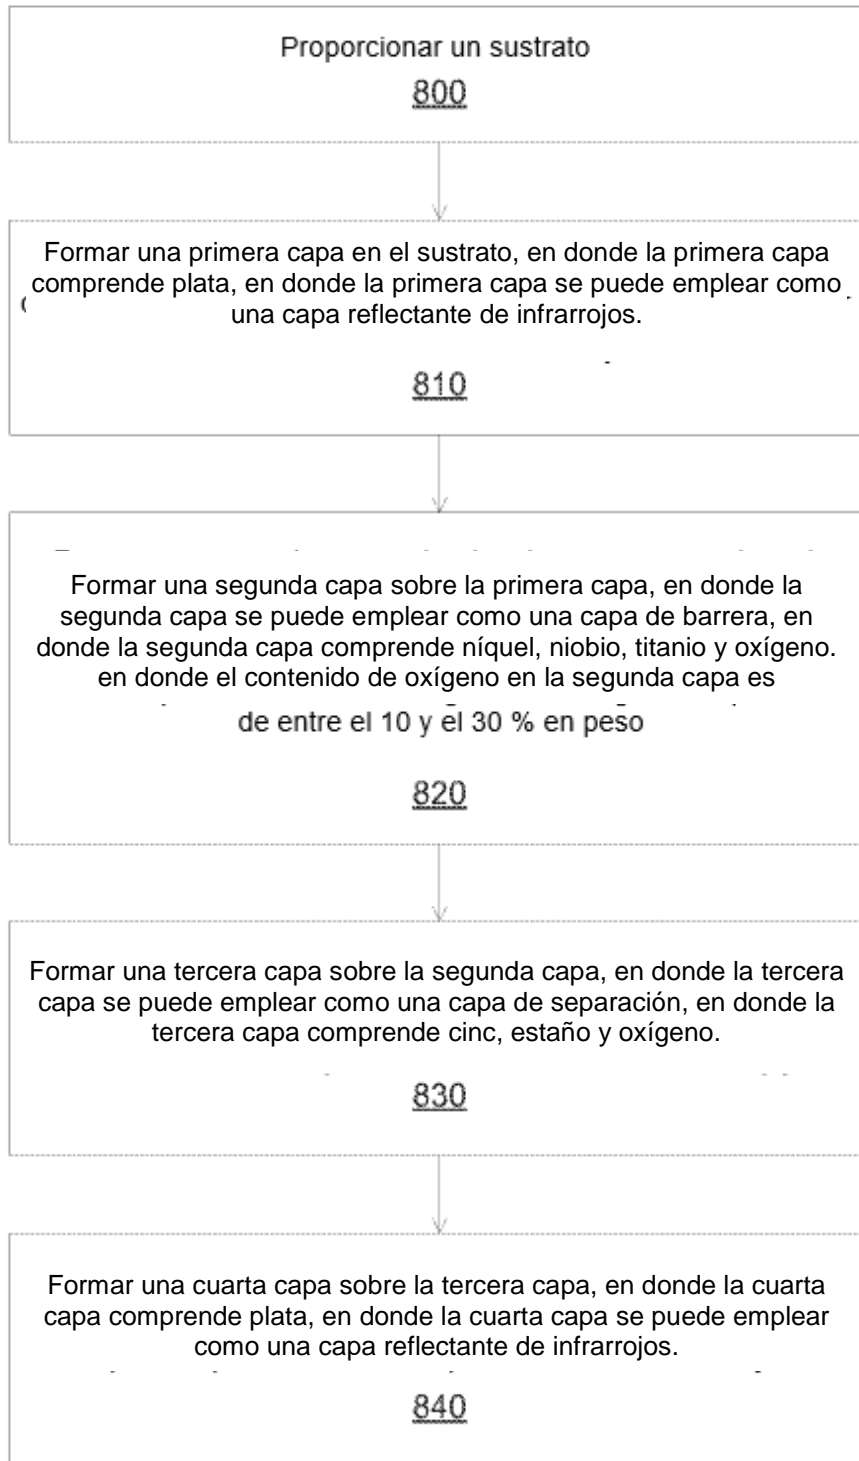 Proporcionar un sustrato
800
Formar una primera capa en el sustrato, en donde la primera capa
comprende plata, en donde la primera capa se puede emplear como
una capa reflectante de infrarrojos.
810
Formar una segunda capa sobre la primera capa, en donde la
segunda capa se puede emplear como una capa de barrera, en
donde la segunda capa comprende níquel, niobio, titanio y oxígeno.
en donde el contenido de oxígeno en la segunda capa es
de entre el 10 y el 30 % en peso
820
Formar una tercera capa sobre la segunda capa, en donde la tercera
capa se puede emplear como una capa de separación, en donde la
tercera capa comprende cinc, estaño y oxígeno.
830
Formar una cuarta capa sobre la tercera capa, en donde la cuarta
capa comprende plata, en donde la cuarta capa se puede emplear
como una capa reflectante de infrarrojos.
840